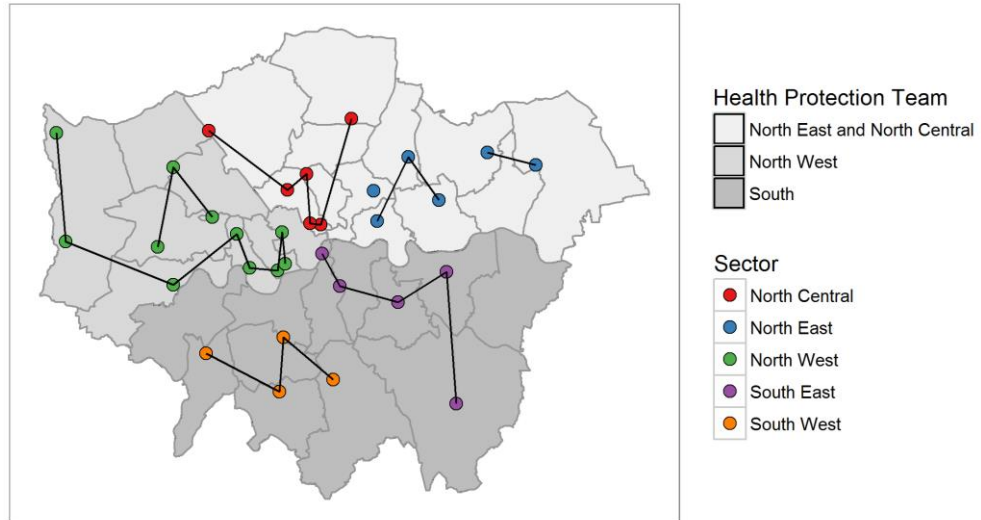 Health Protection Team
North East and North Central
North West
South
Sector
North Central
North East
North West
South East
South West